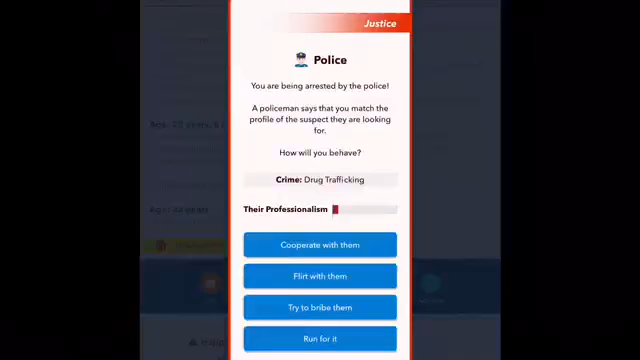 Justice
Police
You are being arrested by the police!
A policeman says that you match the
profile of the suspect they are looking
for.
How will you behave?
Crime: Drug Trafficking
Their Professionalism
Cooperate with them
Flirt with them
Try to bribe them
Run for it